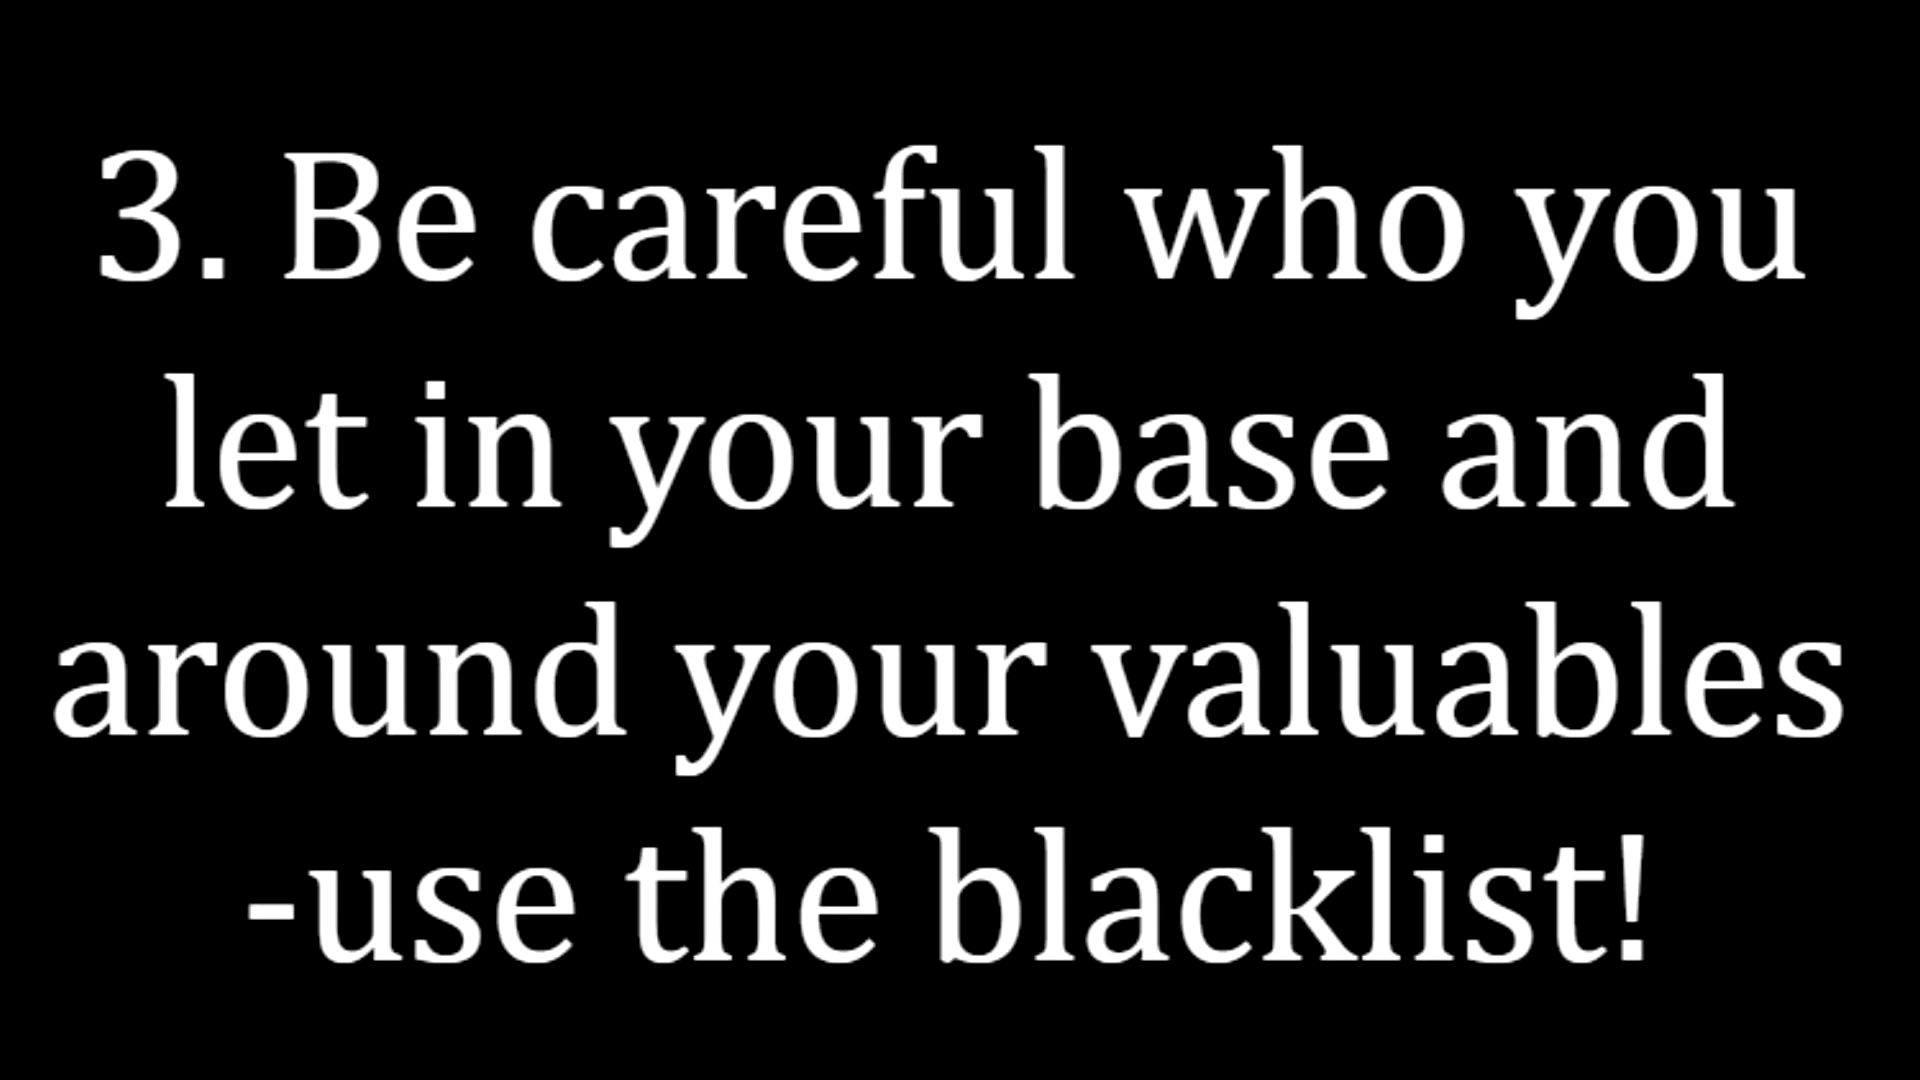 3. Be careful who you
let in your base and
around your valuables
-use the blacklist!